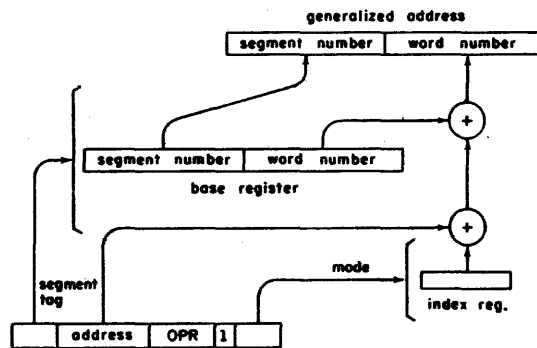 generalized address
segment number word number
segment number word number
base register
segment
tag
mode
index reg.
address OPR 1